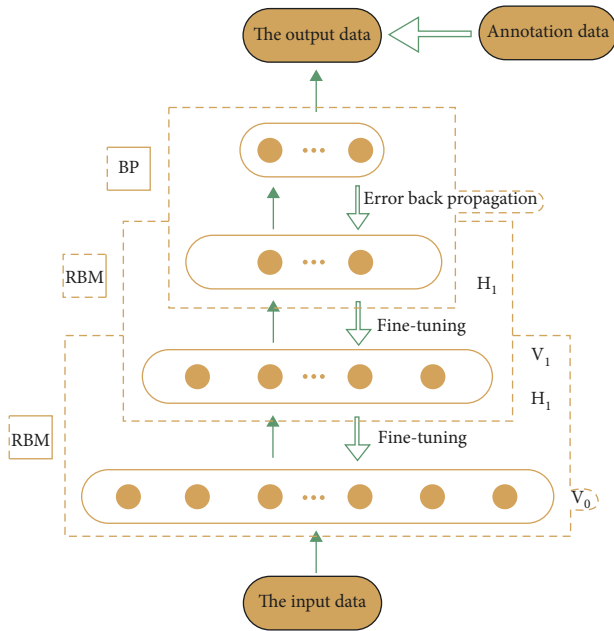 The output data
Annotation data
BP
Error back propagation
RBM
H₁
Fine-tuning
V₁
H₁
RBM
Fine-tuning
V₀
The input data